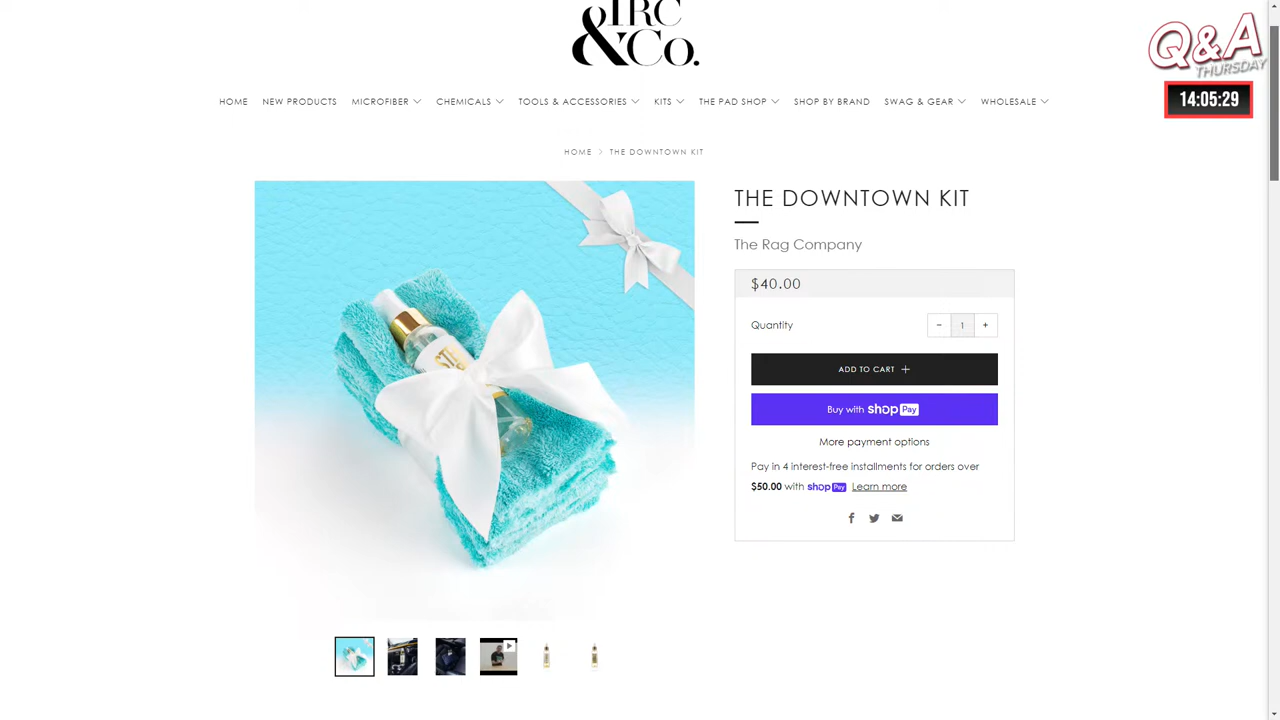 TRC
&Co.
Q&A
THURSDAY
14:05:29
HOME NEW PRODUCTS MICROFIBER CHEMICALS TOOLS & ACCESSORIES KITS THE PAD SHOP SHOP BY BRAND SWAG & GEAR WHOLESALE
HOME > THE DOWNTOWN KIT
THE DOWNTOWN KIT
The Rag Company
$40.00
Quantity
− 1 +
ADD TO CART +
Buy with shop Pay
More payment options
Pay in 4 interest-free installments for orders over
$50.00 with shop Pay Learn more